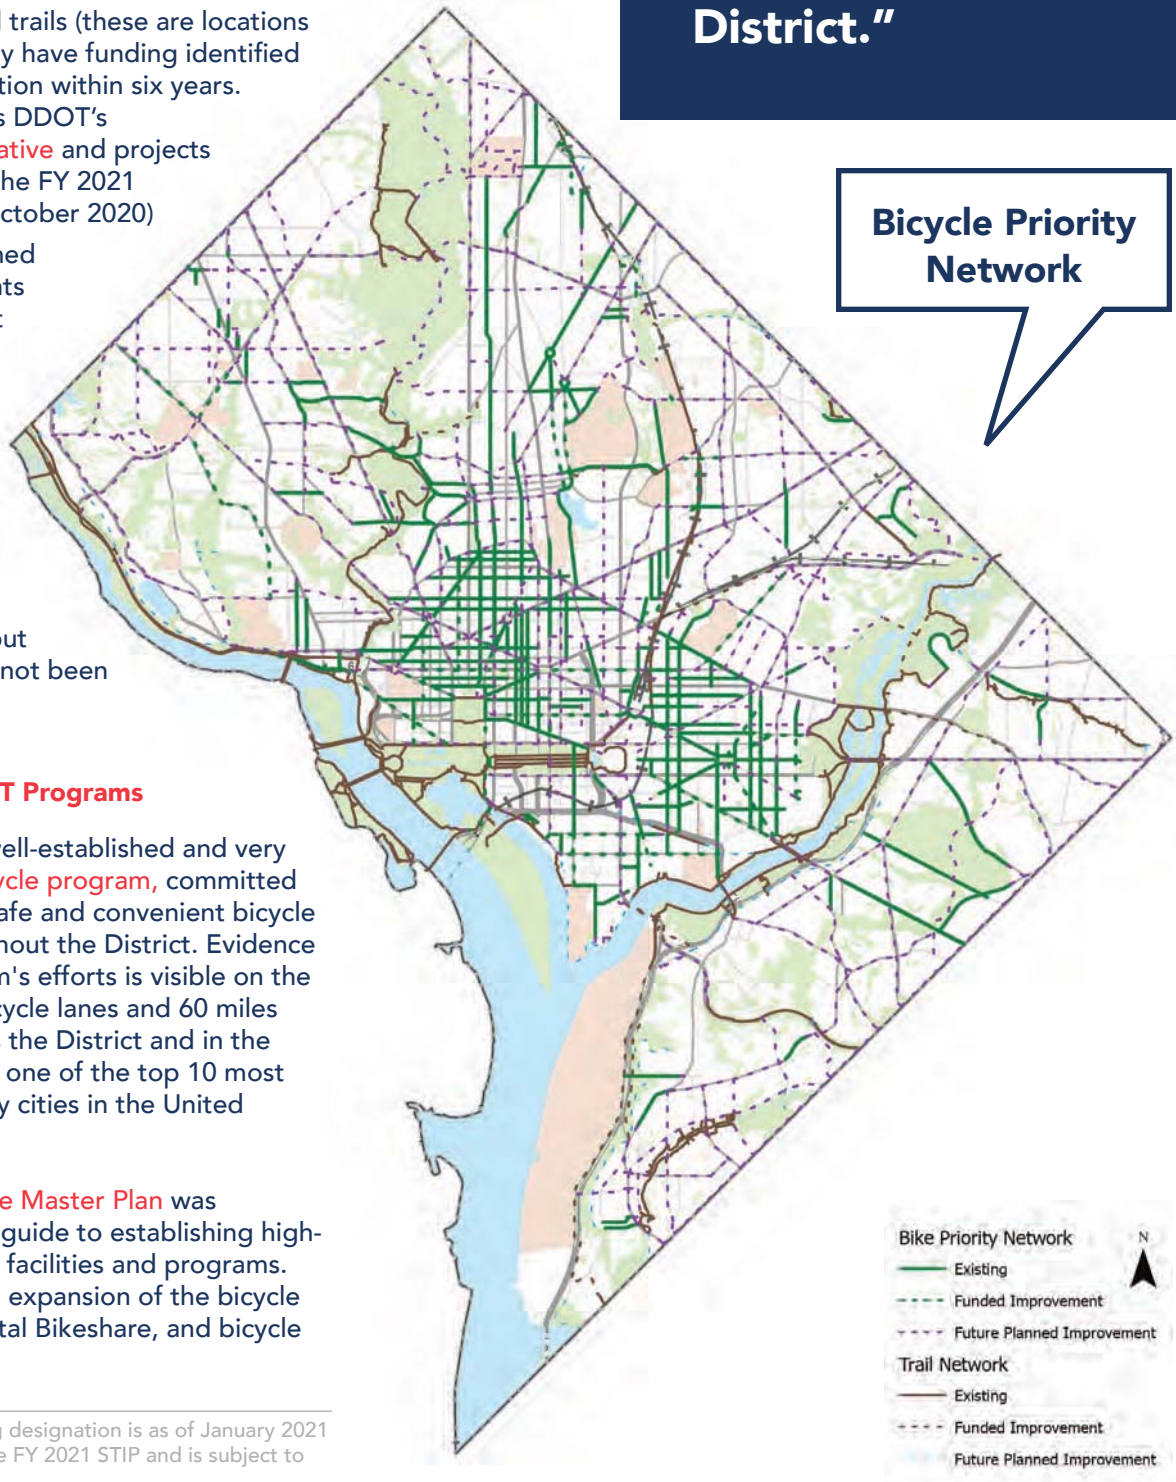 l trails (these are locations
y have funding identified
tion within six years.
s DDOT's
ative and projects
he FY 2021
ctober 2020)
ned
nts
t
out
not been
T Programs
vell-established and very
ycle program, committed
afe and convenient bicycle
hout the District. Evidence
m's efforts is visible on the
cycle lanes and 60 miles
s the District and in the
one of the top 10 most
y cities in the United
e Master Plan was
guide to establishing high-
facilities and programs.
expansion of the bicycle
tal Bikeshare, and bicycle
g designation is as of January 2021
e FY 2021 STIP and is subject to
District."
Bicycle Priority
Network
Bike Priority Network
N
Existing
Funded Improvement
Future Planned Improvement
Trail Network
Existing
Funded Improvement
Future Planned Improvement